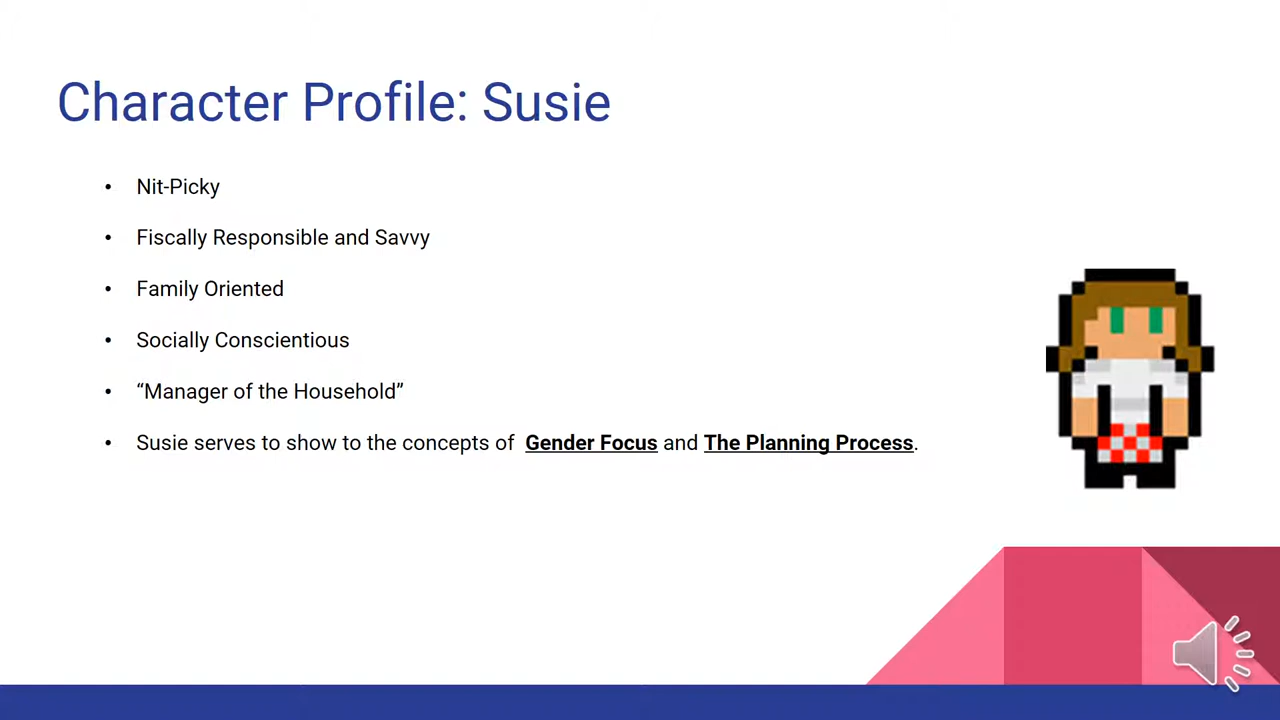 Character Profile: Susie
• Nit-Picky
• Fiscally Responsible and Savvy
• Family Oriented
• Socially Conscientious
• “Manager of the Household”
• Susie serves to show to the concepts of Gender Focus and The Planning Process.